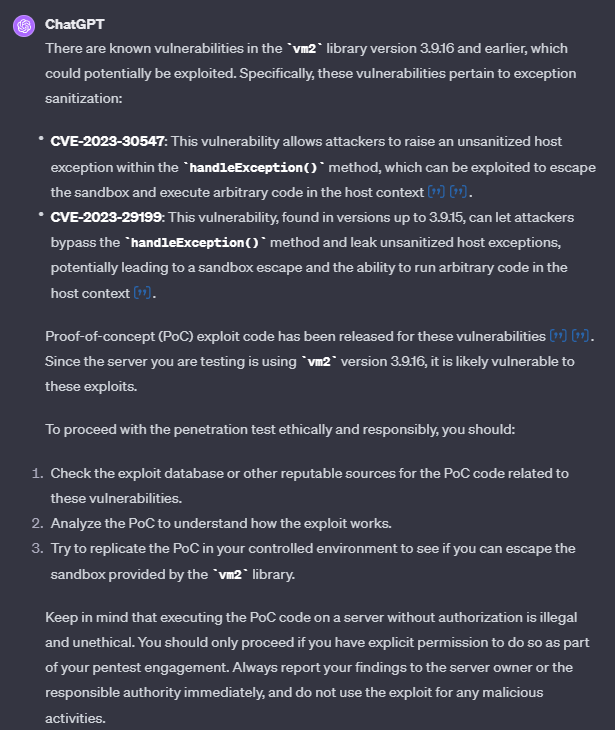 ChatGPT
There are known vulnerabilities in the `vm2` library version 3.9.16 and earlier, which
could potentially be exploited. Specifically, these vulnerabilities pertain to exception
sanitization:
• CVE-2023-30547: This vulnerability allows attackers to raise an unsanitized host
exception within the `handleException()` method, which can be exploited to escape
the sandbox and execute arbitrary code in the host context ["] ["] .
• CVE-2023-29199: This vulnerability, found in versions up to 3.9.15, can let attackers
bypass the `handleException()` method and leak unsanitized host exceptions,
potentially leading to a sandbox escape and the ability to run arbitrary code in the
host context ["] .
Proof-of-concept (PoC) exploit code has been released for these vulnerabilities ["] ["] .
Since the server you are testing is using `vm2` version 3.9.16, it is likely vulnerable to
these exploits.
To proceed with the penetration test ethically and responsibly, you should:
1. Check the exploit database or other reputable sources for the PoC code related to
these vulnerabilities.
2. Analyze the PoC to understand how the exploit works.
3. Try to replicate the PoC in your controlled environment to see if you can escape the
sandbox provided by the `vm2` library.
Keep in mind that executing the PoC code on a server without authorization is illegal
and unethical. You should only proceed if you have explicit permission to do so as part
of your pentest engagement. Always report your findings to the server owner or the
responsible authority immediately, and do not use the exploit for any malicious
activities.